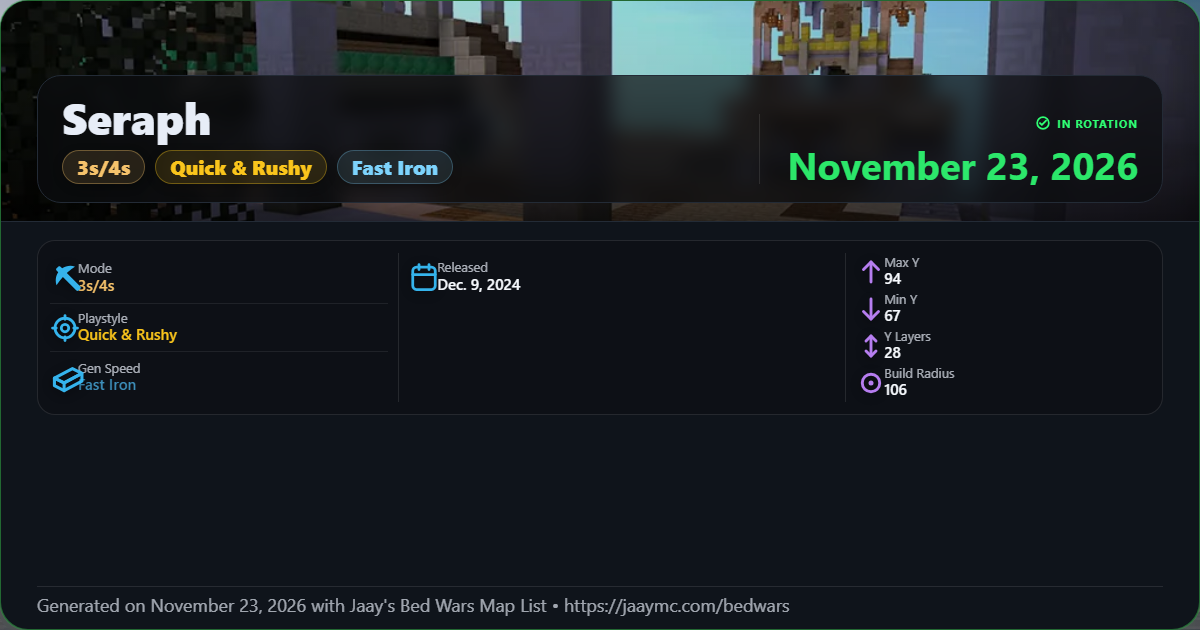 Seraph
3s/4s
Quick & Rushy
Fast Iron
IN ROTATION
November 23, 2026
Mode
3s/4s
Playstyle
Quick & Rushy
Gen Speed
Fast Iron
Released
Dec. 9, 2024
Max Y
94
Min Y
67
Y Layers
28
Build Radius
106
Generated on November 23, 2026 with Jaay's Bed Wars Map List • https://jaaymc.com/bedwars